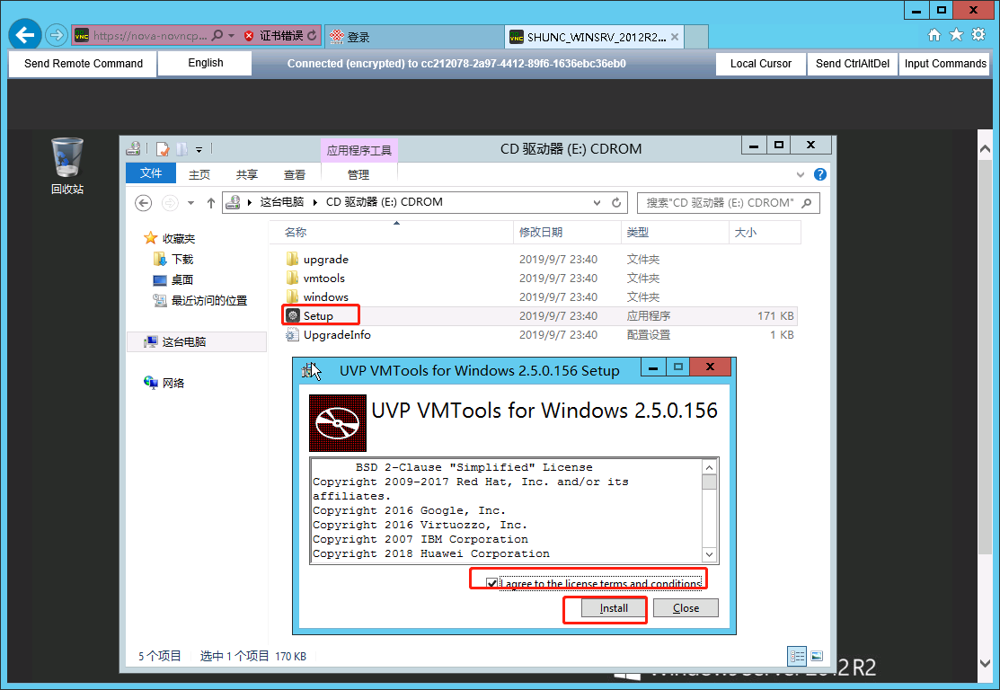 https://nova-novncp...
证书错误
登录
SHUNC_WINSRV_2012R2...
Send Remote Command
English
Connected (encrypted) to cc212078-2a97-4412-89f6-1636ebc36eb0
Local Cursor
Send CtrlAltDel
Input Commands
回收站
应用程序工具
CD 驱动器 (E:) CDROM
文件
主页
共享
查看
管理
这台电脑
CD 驱动器 (E:) CDROM
搜索"CD 驱动器 (E:) CDROM"
名称
修改日期
类型
大小
收藏夹
下载
桌面
最近访问的位置
这台电脑
网络
upgrade 2019/9/7 23:40 文件夹
vmtools 2019/9/7 23:40 文件夹
windows 2019/9/7 23:40 文件夹
Setup 2019/9/7 23:40 应用程序 171 KB
UpgradeInfo 2019/9/7 23:40 配置设置 1 KB
UVP VMTools for Windows 2.5.0.156 Setup
UVP VMTools for Windows 2.5.0.156
BSD 2-Clause "Simplified" License
Copyright 2009-2017 Red Hat, Inc. and/or its
affiliates.
Copyright 2016 Google, Inc.
Copyright 2016 Virtuozzo, Inc.
Copyright 2007 IBM Corporation
Copyright 2018 Huawei Corporation
I agree to the license terms and conditions
Install
Close
5 个项目
选中 1 个项目 170 KB
Windows Server 2012 R2